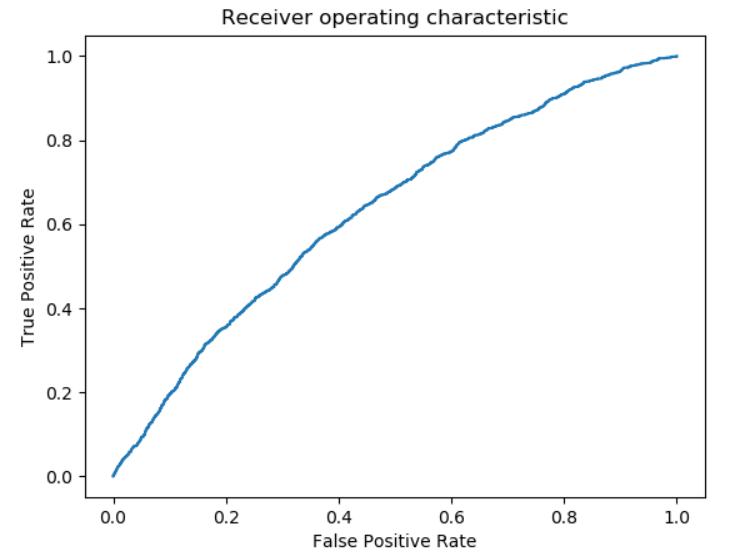 Receiver operating characteristic
1.0
0.8
0.6
0.4
0.2
0.0
True Positive Rate
0.0 0.2 0.4 0.6 0.8 1.0
False Positive Rate